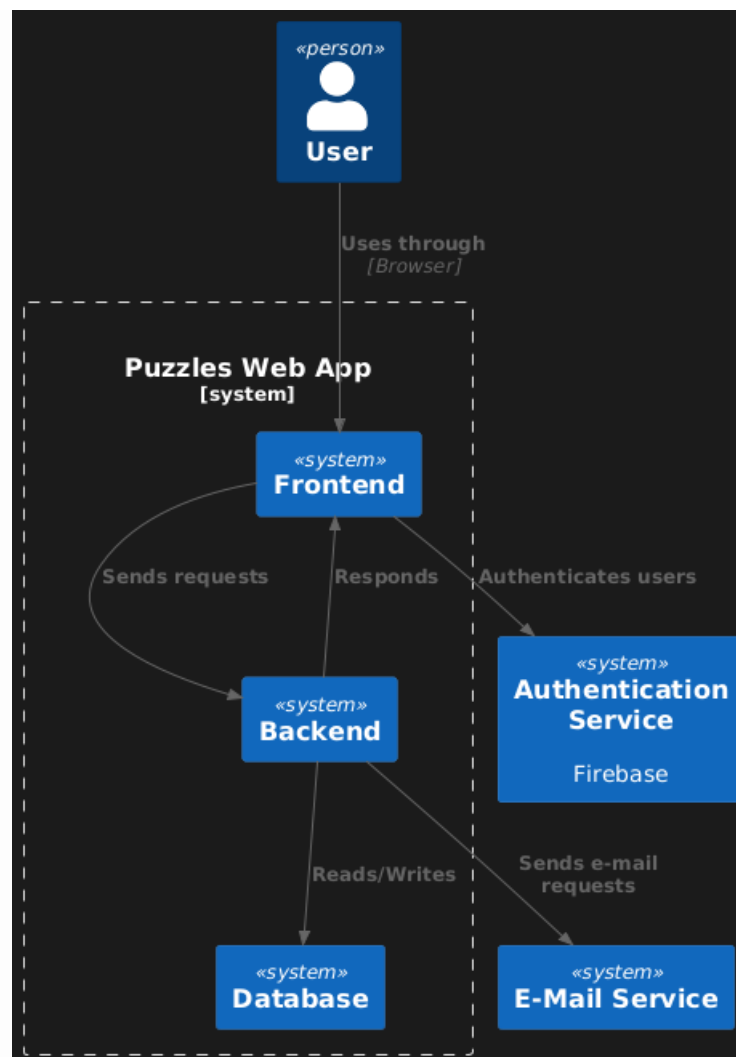 «person»
User
Uses through
[Browser]
Puzzles Web App
[system]
«system»
Frontend
Sends requests
Responds
Authenticates users
«system»
Authentication
Service
Firebase
«system»
Backend
Reads/Writes
Sends e-mail
requests
«system»
Database
«system»
E-Mail Service